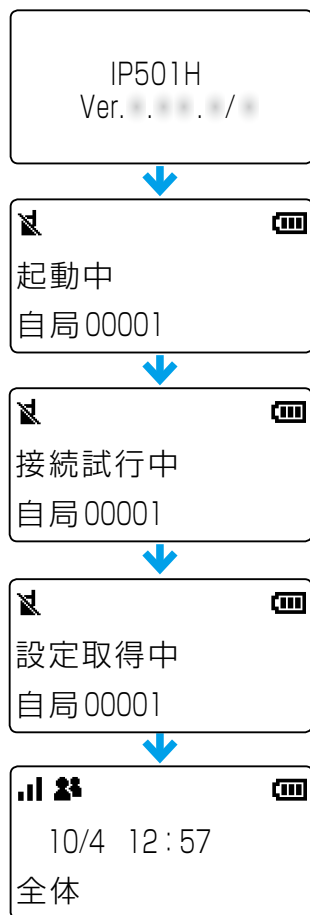 IP501H
Ver.
起動中
自局00001
接続試行中
自局00001
設定取得中
自局00001
10/4 12:57
全体